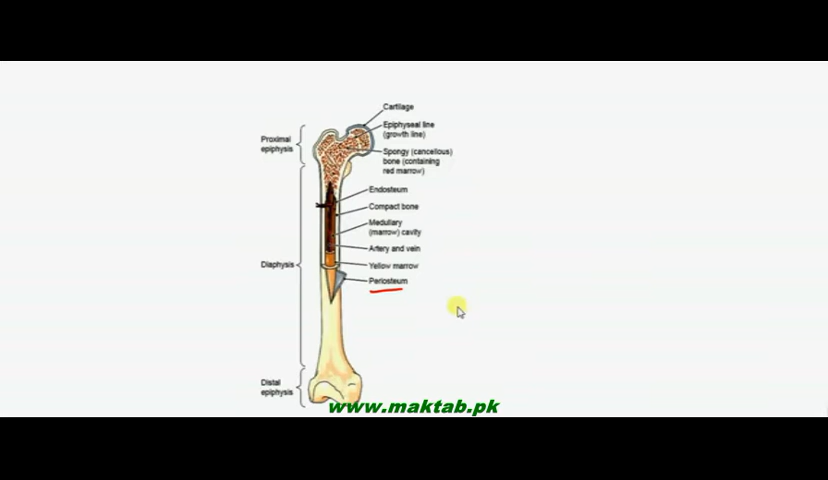 Cartilage
Epiphyseal line
(growth line)
Proximal
epiphysis
Spongy (cancellous)
bone (containing
red marrow)
Endosteum
Compact bone
Medullary
(marrow) cavity
Artery and vein
Diaphysis
Yellow marrow
Periosteum
Distal
epiphysis
www.maktab.pk